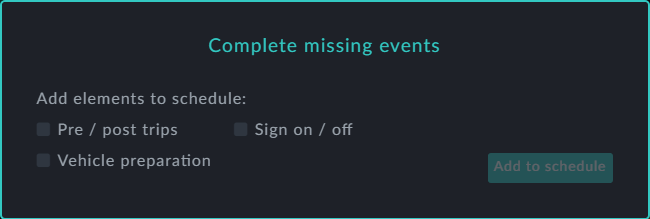 Complete missing events
Add elements to schedule:
Pre / post trips Sign on / off
Vehicle preparation
Add to schedule